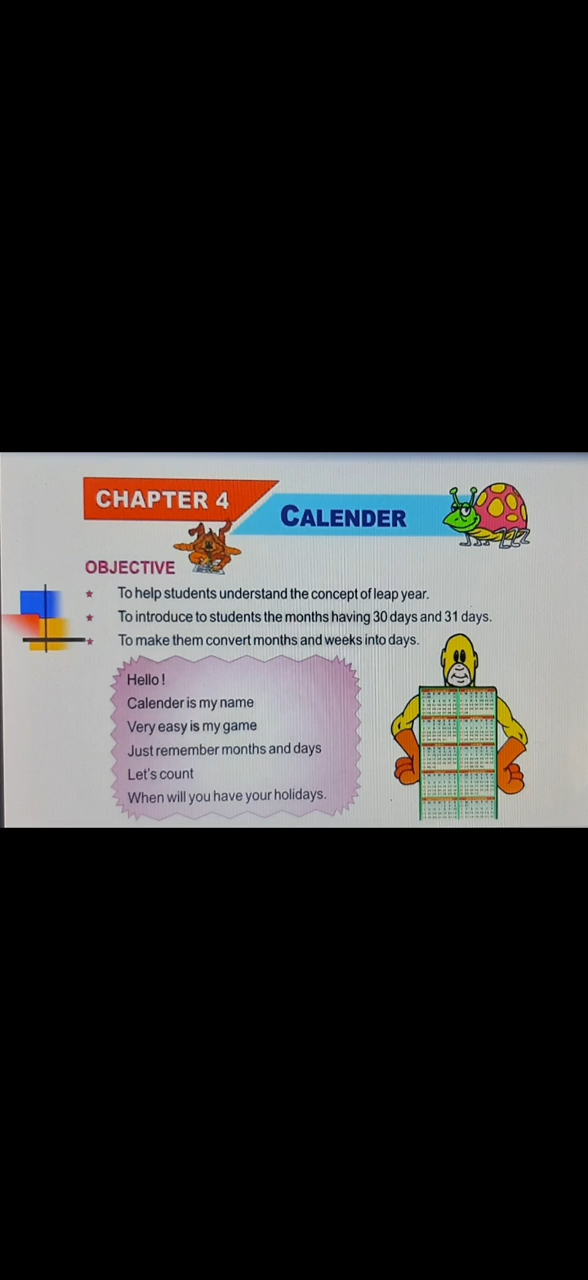 CHAPTER 4
CALENDER
OBJECTIVE
★ To help students understand the concept of leap year.
★ To introduce to students the months having 30 days and 31 days.
★ To make them convert months and weeks into days.
Hello !
Calender is my name
Very easy is my game
Just remember months and days
Let's count
When will you have your holidays.